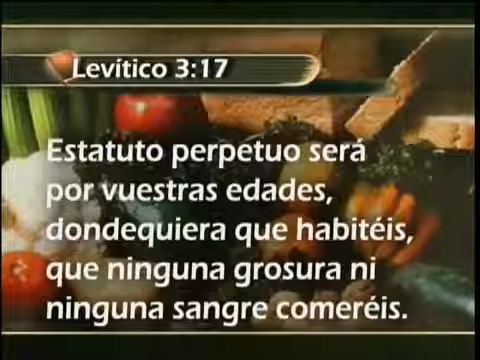 Levítico 3:17
Estatuto perpetuo será
por vuestras edades,
dondequiera que habitéis,
que ninguna grosura ni
ninguna sangre comeréis.